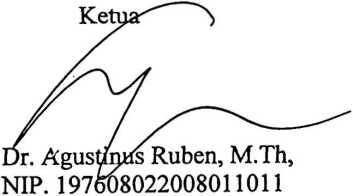 Ketua
Dr. Agustinus Ruben, M.Th,
NIP. 197608022008011011